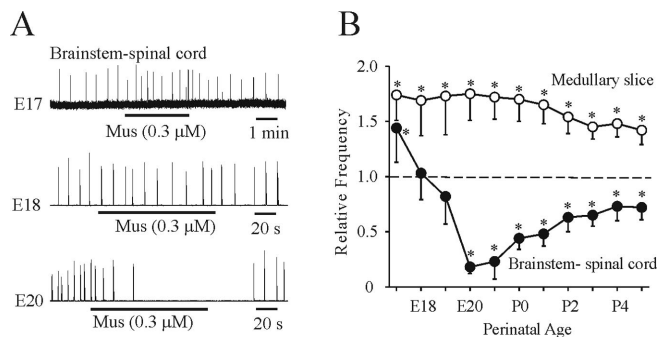 A
Brainstem-spinal cord
E17
Mus (0.3 µM)
1 min
E18
Mus (0.3 µM)
20 s
E20
Mus (0.3 µM)
20 s
B
2.0
1.5
1.0
0.5
0
Relative Frequency
Medullary slice
* * * * * * * * * * *
*
* * * * * * * *
Brainstem- spinal cord
E18 E20 P0 P2 P4
Perinatal Age